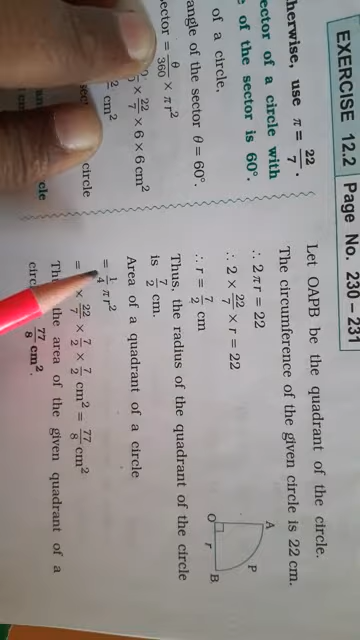 EXERCISE 12.2 Page No. 230 – 231
herwise, use π = 22/7.
ector of a circle with
of the sector is 60°.
of a circle,
angle of the sector θ = 60°.
ector = θ/360 × πr²
× 22/7 × 6 × 6 cm²
cm²
circle
Let OAPB be the quadrant of the circle.
The circumference of the given circle is 22 cm.
∴ 2πr = 22
∴ 2 × 22/7 × r = 22
∴ r = 7/2 cm
A
P
O
r
B
Thus, the radius of the quadrant of the circle
is 7/2 cm.
Area of a quadrant of a circle
= 1/4 πr²
= × 22/7 × 7/2 × 7/2 cm² = 77/8 cm²
the area of the given quadrant of a
77/8 cm².